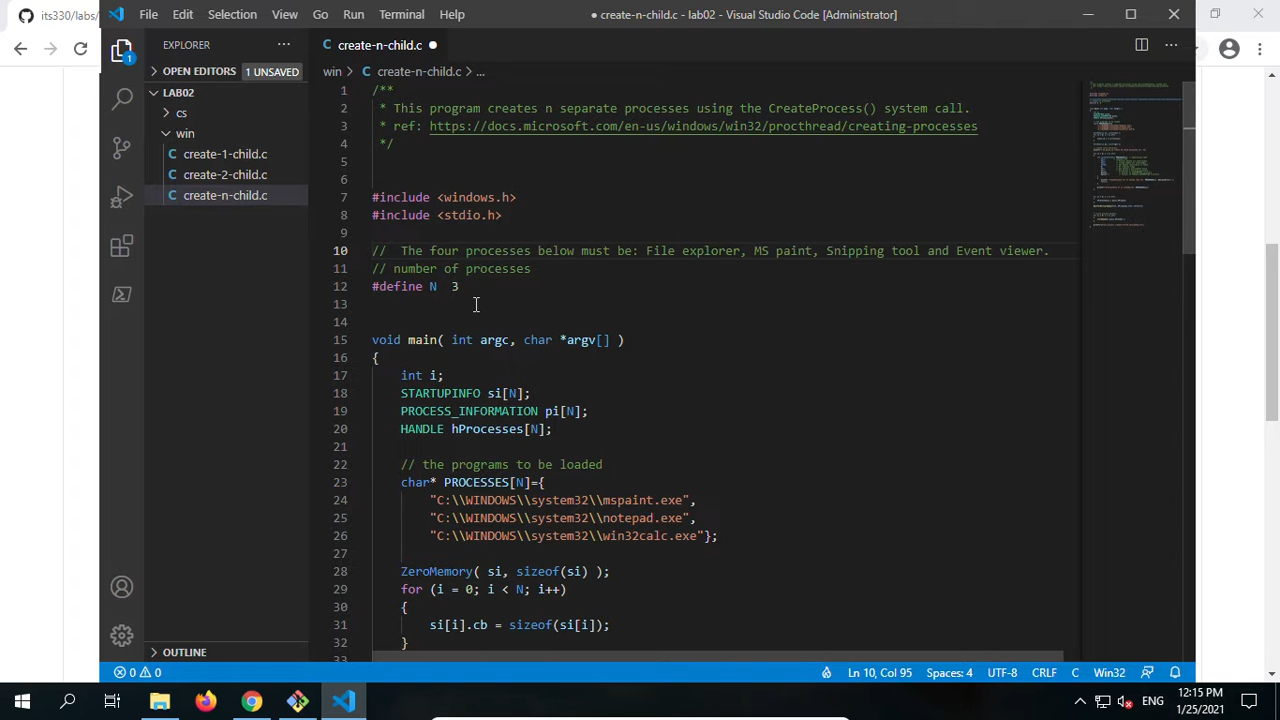 its330/labs/
File Edit Selection View Go Run Terminal Help
● create-n-child.c - lab02 - Visual Studio Code [Administrator]
EXPLORER
OPEN EDITORS 1 UNSAVED
LAB02
cs
win
C create-1-child.c
C create-2-child.c
C create-n-child.c
OUTLINE
1
C create-n-child.c ●
win > C create-n-child.c > ...
1 /**
2 * This program creates n separate processes using the CreateProcess() system call.
3 * ref: https://docs.microsoft.com/en-us/windows/win32/procthread/creating-processes
4 */
5
6
7 #include <windows.h>
8 #include <stdio.h>
9
10 //  The four processes below must be: File explorer, MS paint, Snipping tool and Event viewer.
11 // number of processes
12 #define N  3
13
14
15 void main( int argc, char *argv[] )
16 {
17 int i;
18 STARTUPINFO si[N];
19 PROCESS_INFORMATION pi[N];
20 HANDLE hProcesses[N];
21
22 // the programs to be loaded
23 char* PROCESSES[N]={
24 "C:\\WINDOWS\\system32\\mspaint.exe",
25 "C:\\WINDOWS\\system32\\notepad.exe",
26 "C:\\WINDOWS\\system32\\win32calc.exe"};
27
28 ZeroMemory( si, sizeof(si) );
29 for (i = 0; i < N; i++)
30 {
31 si[i].cb = sizeof(si[i]);
32 }
33
0 0 Ln 10, Col 95 Spaces: 4 UTF-8 CRLF C Win32
ENG 12:15 PM
1/25/2021